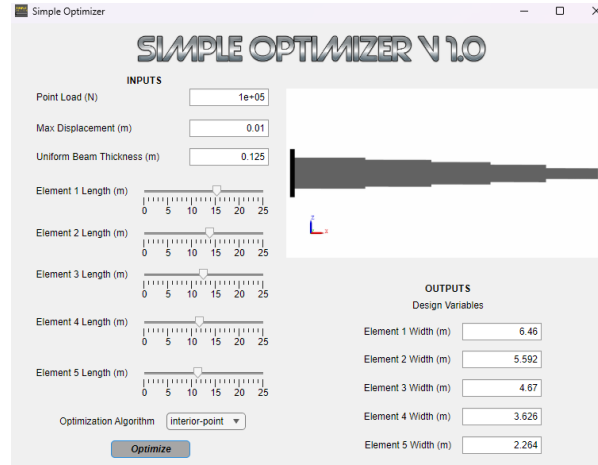 Simple Optimizer
SIMPLE OPTIMIZER V 1.0
INPUTS
Point Load (N) 1e+05
Max Displacement (m) 0.01
Uniform Beam Thickness (m) 0.125
Element 1 Length (m)
0 5 10 15 20 25
Element 2 Length (m)
0 5 10 15 20 25
Element 3 Length (m)
0 5 10 15 20 25
Element 4 Length (m)
0 5 10 15 20 25
Element 5 Length (m)
0 5 10 15 20 25
Optimization Algorithm interior-point
Optimize
OUTPUTS
Design Variables
Element 1 Width (m) 6.46
Element 2 Width (m) 5.592
Element 3 Width (m) 4.67
Element 4 Width (m) 3.626
Element 5 Width (m) 2.264